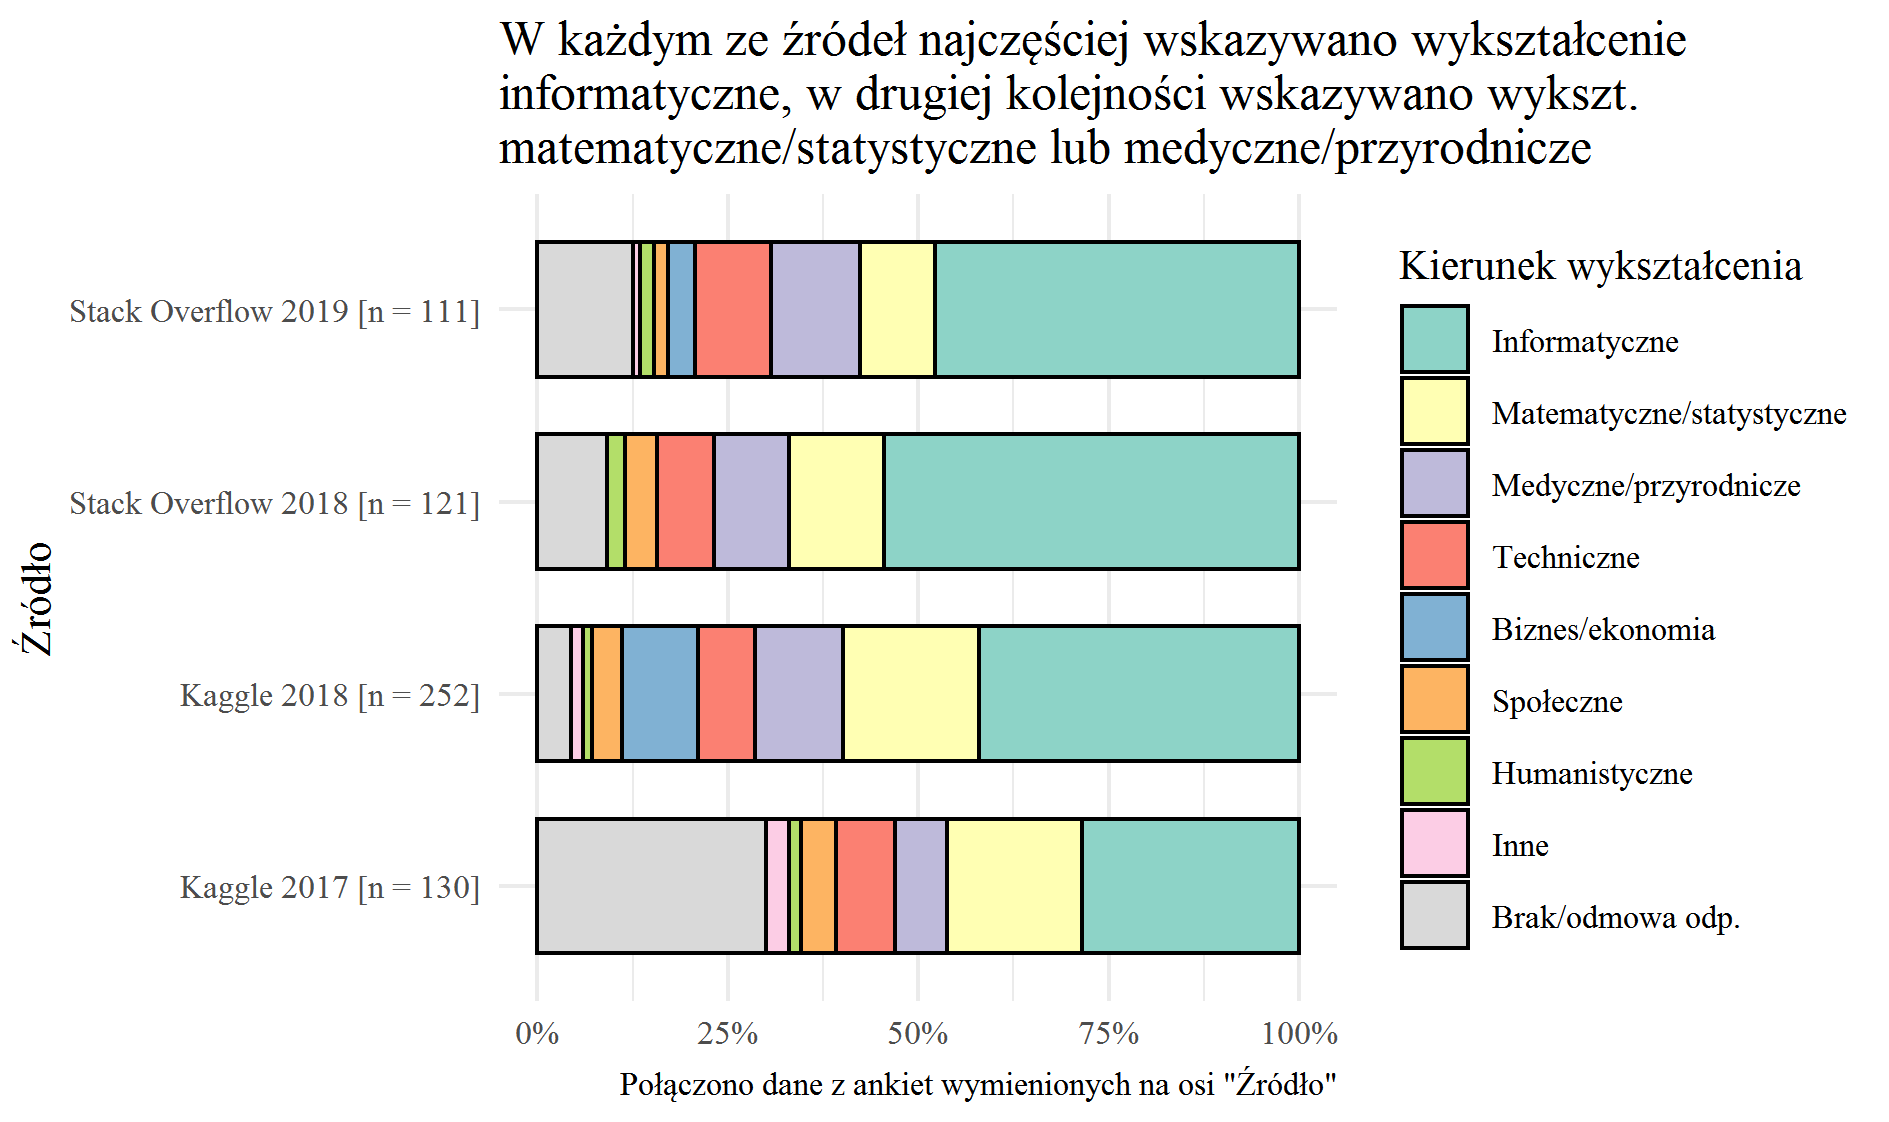 W każdym ze źródeł najczęściej wskazywano wykształcenie
informatyczne, w drugiej kolejności wskazywano wykszt.
matematyczne/statystyczne lub medyczne/przyrodnicze
Źródło
Stack Overflow 2019 [n = 111]
Stack Overflow 2018 [n = 121]
Kaggle 2018 [n = 252]
Kaggle 2017 [n = 130]
0% 25% 50% 75% 100%
Połączono dane z ankiet wymienionych na osi "Źródło"
Kierunek wykształcenia
Informatyczne
Matematyczne/statystyczne
Medyczne/przyrodnicze
Techniczne
Biznes/ekonomia
Społeczne
Humanistyczne
Inne
Brak/odmowa odp.